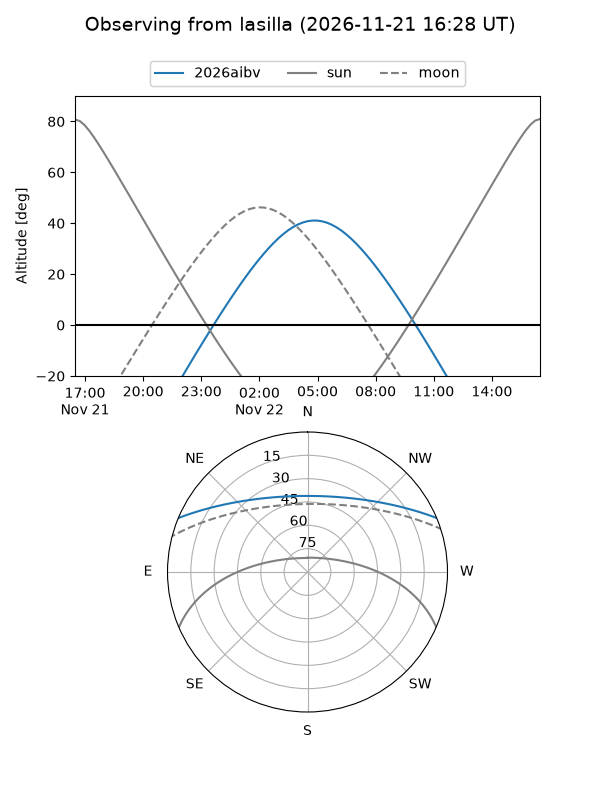 Observing from lasilla (2026-11-21 16:28 UT)
2026aibv sun moon
80
60
40
20
0
−20
Altitude [deg]
17:00 20:00 23:00 02:00 05:00 08:00 11:00 14:00
Nov 21 Nov 22
N
NE NW
15
30
45
60
75
E W
SE SW
S